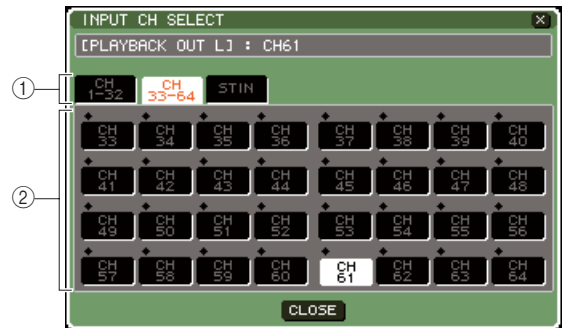 INPUT CH SELECT
[PLAYBACK OUT L] : CH61
① CH 1-32 CH 33-64 STIN
② CH 33 CH 34 CH 35 CH 36 CH 37 CH 38 CH 39 CH 40
CH 41 CH 42 CH 43 CH 44 CH 45 CH 46 CH 47 CH 48
CH 49 CH 50 CH 51 CH 52 CH 53 CH 54 CH 55 CH 56
CH 57 CH 58 CH 59 CH 60 CH 61 CH 62 CH 63 CH 64
CLOSE